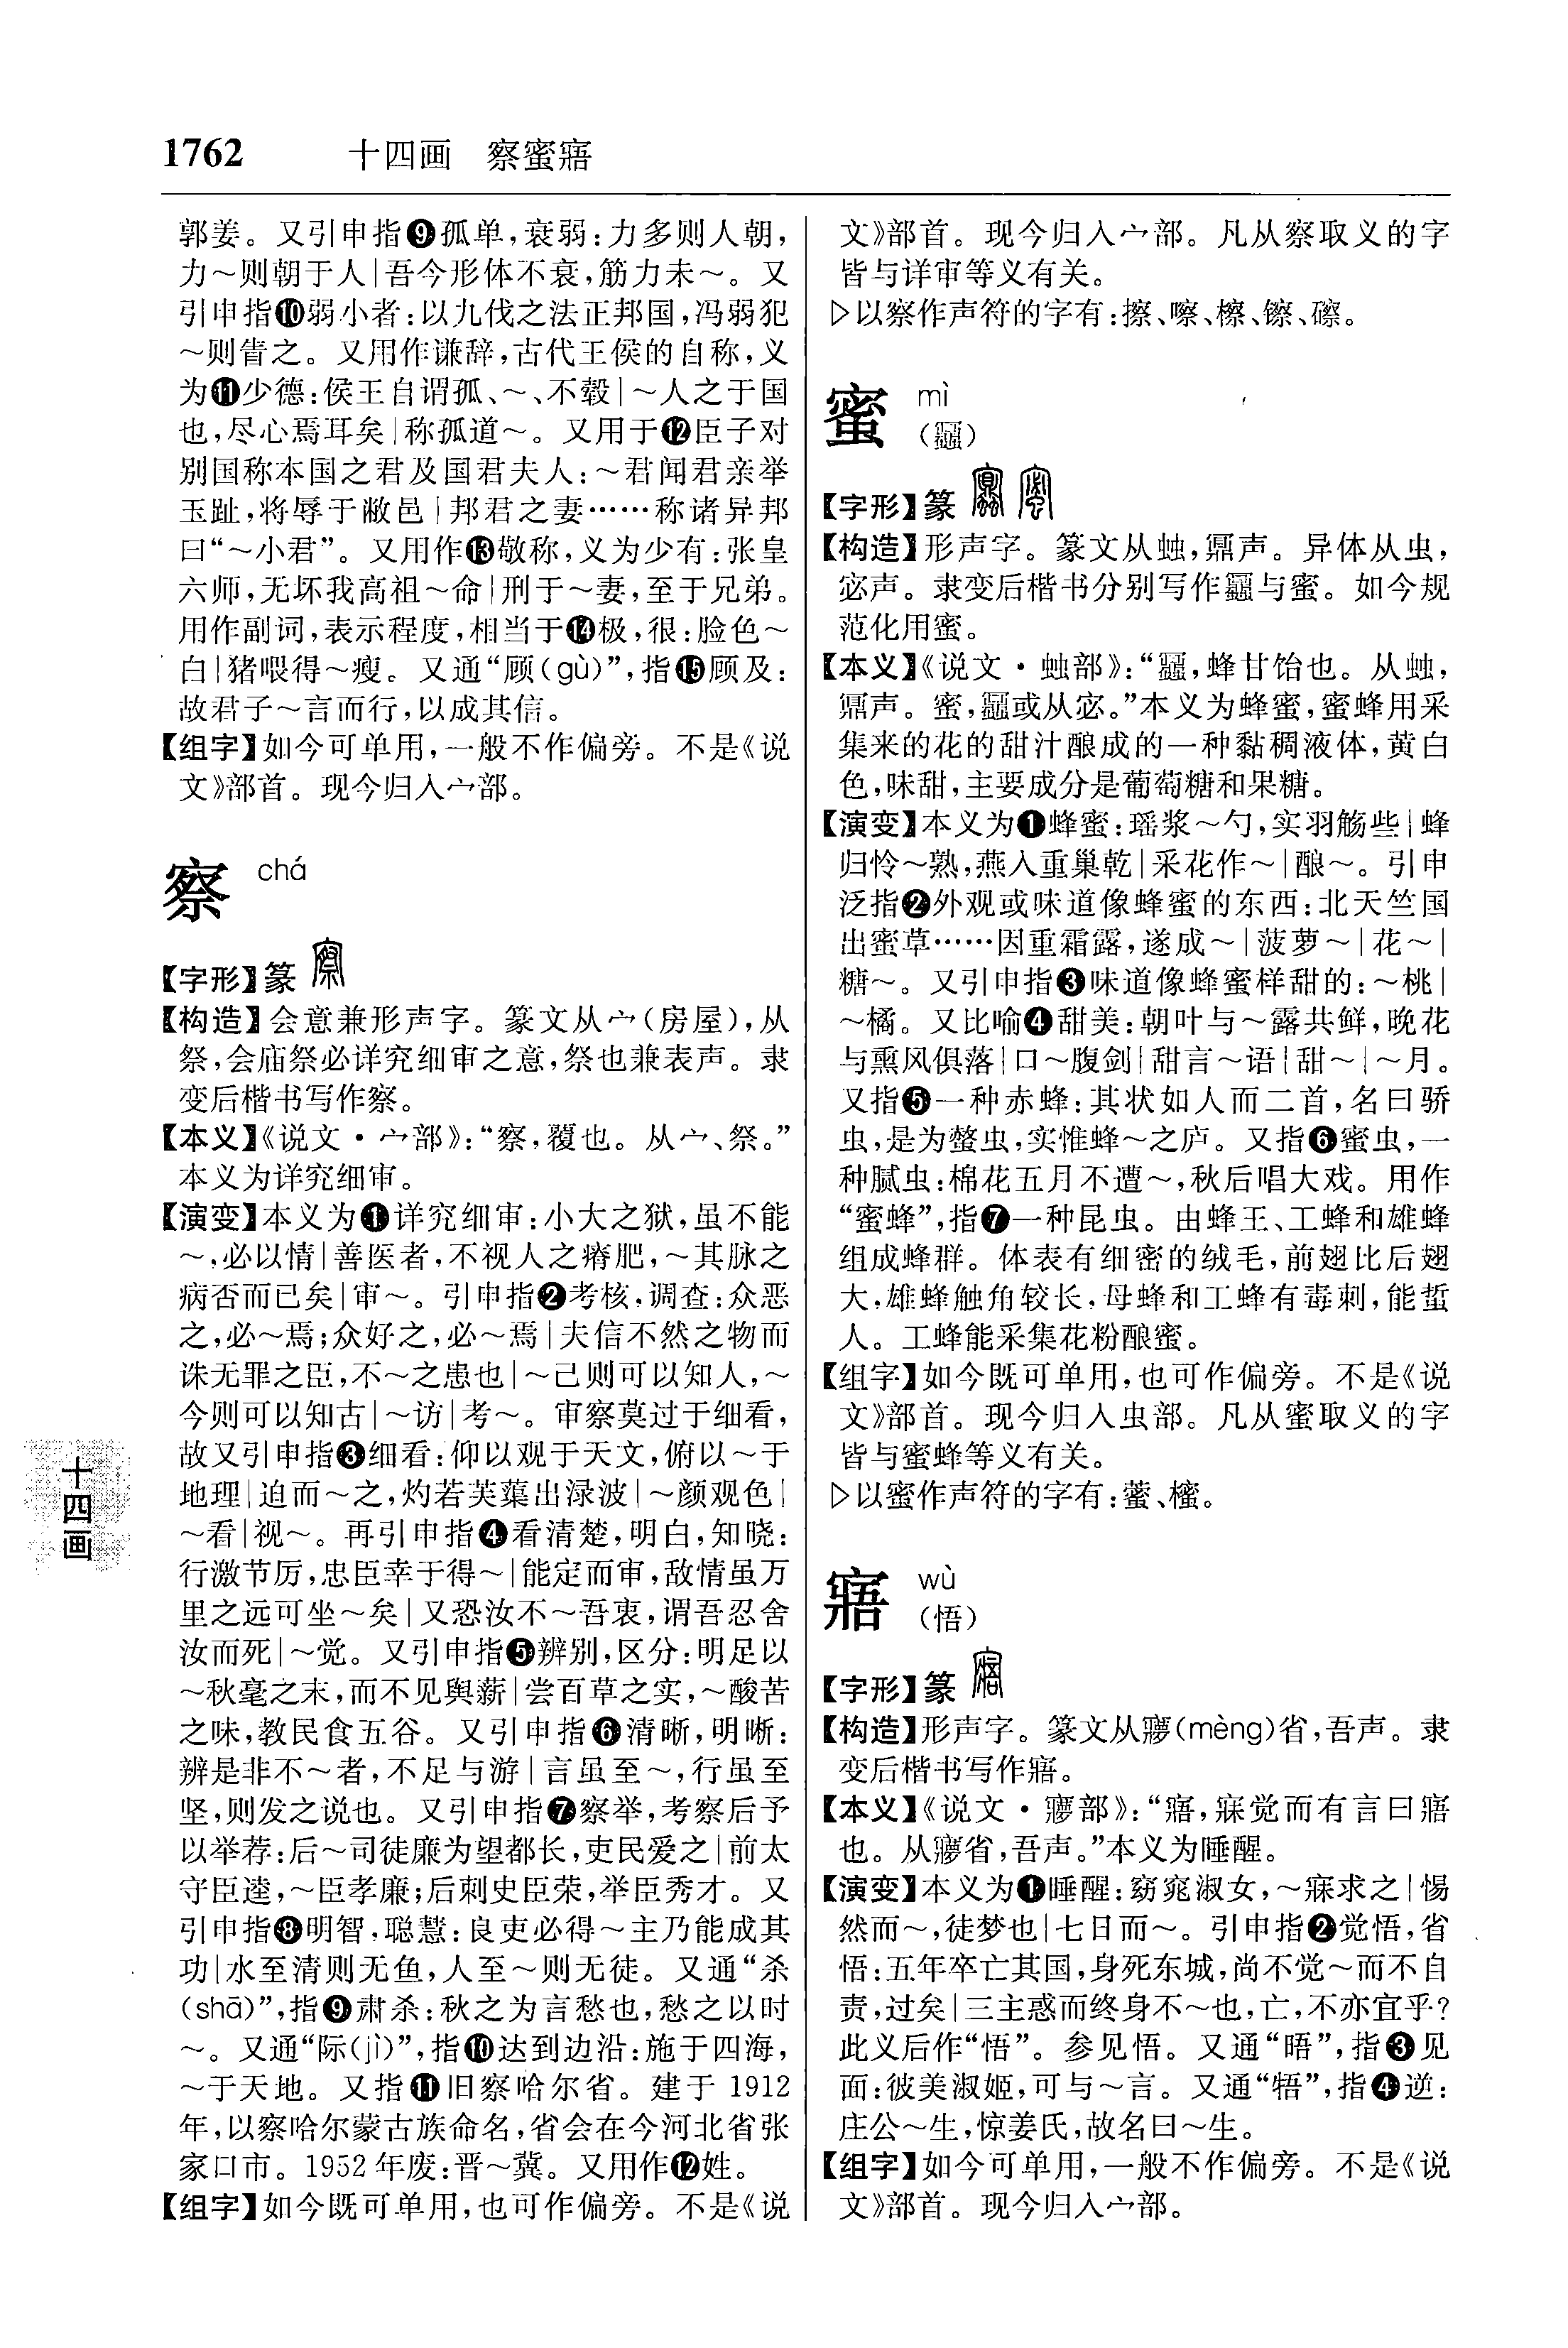 1762 十四画 察蜜寤
郭姜。又引申指❾孤单,衰弱:力多则人朝,
力～则朝于人|吾今形体不衰,筋力未～。又
引申指❿弱小者:以九伐之法正邦国,冯弱犯
～则眚之。又用作谦辞,古代王侯的自称,义
为⓫少德:侯王自谓孤、～、不毂|～人之于国
也,尽心焉耳矣|称孤道～。又用于⓬臣子对
别国称本国之君及国君夫人:～君闻君亲举
玉趾,将辱于敝邑|邦君之妻……称诸异邦
曰“～小君”。又用作⓭敬称,义为少有:张皇
六师,无坏我高祖～命|刑于～妻,至于兄弟。
用作副词,表示程度,相当于⓮极,很:脸色～
白|猪喂得～瘦。又通“顾(gù)”,指⓯顾及:
故君子～言而行,以成其信。
【组字】如今可单用,一般不作偏旁。不是《说
文》部首。现今归入宀部。
察 chá
【字形】篆
【构造】会意兼形声字。篆文从宀(房屋),从
祭,会庙祭必详究细审之意,祭也兼表声。隶
变后楷书写作察。
【本义】《说文·宀部》:“察,覆也。从宀、祭。”
本义为详究细审。
【演变】本义为❶详究细审:小大之狱,虽不能
～,必以情|善医者,不视人之瘠肥,～其脉之
病否而已矣|审～。引申指❷考核,调查:众恶
之,必～焉;众好之,必～焉|夫信不然之物而
诛无罪之臣,不～之患也|～己则可以知人,～
今则可以知古|～访|考～。审察莫过于细看,
故又引申指❸细看:仰以观于天文,俯以～于
地理|迫而～之,灼若芙蕖出渌波|～颜观色|
～看|视～。再引申指❹看清楚,明白,知晓:
行激节厉,忠臣幸于得～|能定而审,敌情虽万
里之远可坐～矣|又恐汝不～吾衷,谓吾忍舍
汝而死|～觉。又引申指❺辨别,区分:明足以
～秋毫之末,而不见舆薪|尝百草之实,～酸苦
之味,教民食五谷。又引申指❻清晰,明晰:
辨是非不～者,不足与游|言虽至～,行虽至
坚,则发之说也。又引申指❼察举,考察后予
以举荐:后～司徒廉为望都长,吏民爱之|前太
守臣逵,～臣孝廉;后刺史臣荣,举臣秀才。又
引申指❽明智,聪慧:良吏必得～主乃能成其
功|水至清则无鱼,人至～则无徒。又通“杀
(shā)”,指❾肃杀:秋之为言愁也,愁之以时
～。又通“际(jì)”,指❿达到边沿:施于四海,
～于天地。又指⓫旧察哈尔省。建于 1912
年,以察哈尔蒙古族命名,省会在今河北省张
家口市。1952年废:晋～冀。又用作⓬姓。
【组字】如今既可单用,也可作偏旁。不是《说
文》部首。现今归入宀部。凡从察取义的字
皆与详审等义有关。
▷以察作声符的字有:擦、嚓、檫、镲、礤。
蜜 mì
(䘉)
【字形】篆
【构造】形声字。篆文从䖵,鼏声。异体从虫,
宓声。隶变后楷书分别写作䘉与蜜。如今规
范化用蜜。
【本义】《说文·䖵部》:“䘉,蜂甘饴也。从䖵,
鼏声。蜜,䘉或从宓。”本义为蜂蜜,蜜蜂用采
集来的花的甜汁酿成的一种黏稠液体,黄白
色,味甜,主要成分是葡萄糖和果糖。
【演变】本义为❶蜂蜜:瑶浆～勺,实羽觞些|蜂
归怜～熟,燕入重巢乾|采花作～|酿～。引申
泛指❷外观或味道像蜂蜜的东西:北天竺国
出蜜草……因重霜露,遂成～|菠萝～|花～|
糖～。又引申指❸味道像蜂蜜样甜的:～桃|
～橘。又比喻❹甜美:朝叶与～露共鲜,晚花
与熏风俱落|口～腹剑|甜言～语|甜～|～月。
又指❺一种赤蜂:其状如人而二首,名曰骄
虫,是为螫虫,实惟蜂～之庐。又指❻蜜虫,一
种腻虫:棉花五月不遭～,秋后唱大戏。用作
“蜜蜂”,指❼一种昆虫。由蜂王、工蜂和雄蜂
组成蜂群。体表有细密的绒毛,前翅比后翅
大,雄蜂触角较长,母蜂和工蜂有毒刺,能蜇
人。工蜂能采集花粉酿蜜。
【组字】如今既可单用,也可作偏旁。不是《说
文》部首。现今归入虫部。凡从蜜取义的字
皆与蜜蜂等义有关。
▷以蜜作声符的字有:藌、樒。
寤 wù
(悟)
【字形】篆
【构造】形声字。篆文从㝱(mèng)省,吾声。隶
变后楷书写作寤。
【本义】《说文·㝱部》:“寤,寐觉而有言曰寤
也。从㝱省,吾声。”本义为睡醒。
【演变】本义为❶睡醒:窈窕淑女,～寐求之|惕
然而～,徒梦也|七日而～。引申指❷觉悟,省
悟:五年卒亡其国,身死东城,尚不觉～而不自
责,过矣|三主惑而终身不～也,亡,不亦宜乎?
此义后作“悟”。参见悟。又通“晤”,指❸见
面:彼美淑姬,可与～言。又通“牾”,指❹逆:
庄公～生,惊姜氏,故名曰～生。
【组字】如今可单用,一般不作偏旁。不是《说
文》部首。现今归入宀部。
十四画